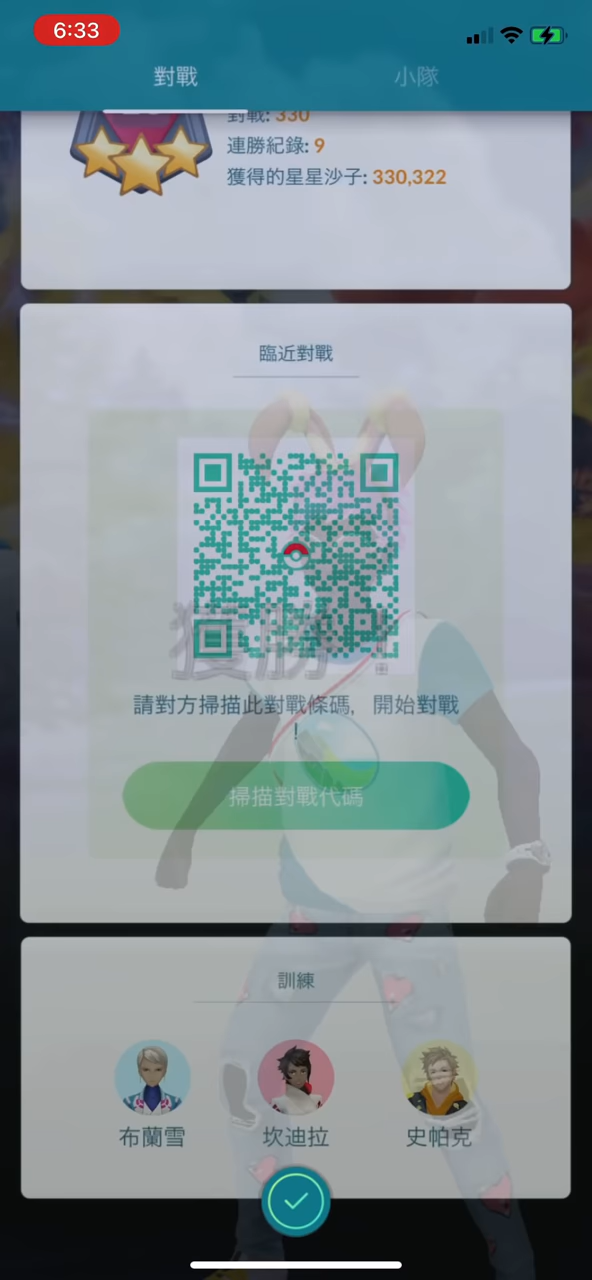 6:33
對戰
小隊
對戰: 330
連勝紀錄: 9
獲得的星星沙子: 330,322
臨近對戰
獲勝
請對方掃描此對戰條碼, 開始對戰
!
掃描對戰代碼
訓練
布蘭雪
坎迪拉
史帕克